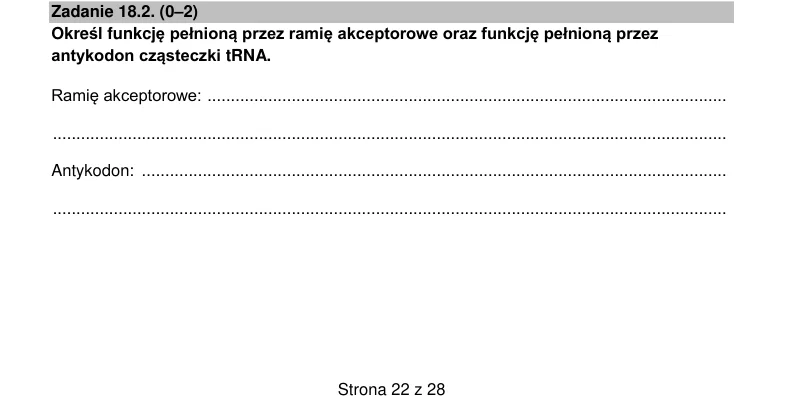 Zadanie 18.2. (0–2)
Określ funkcję pełnioną przez ramię akceptorowe oraz funkcję pełnioną przez
antykodon cząsteczki tRNA.
Ramię akceptorowe: ..............................................................................................................
................................................................................................................................................
Antykodon: .............................................................................................................................
................................................................................................................................................
Strona 22 z 28